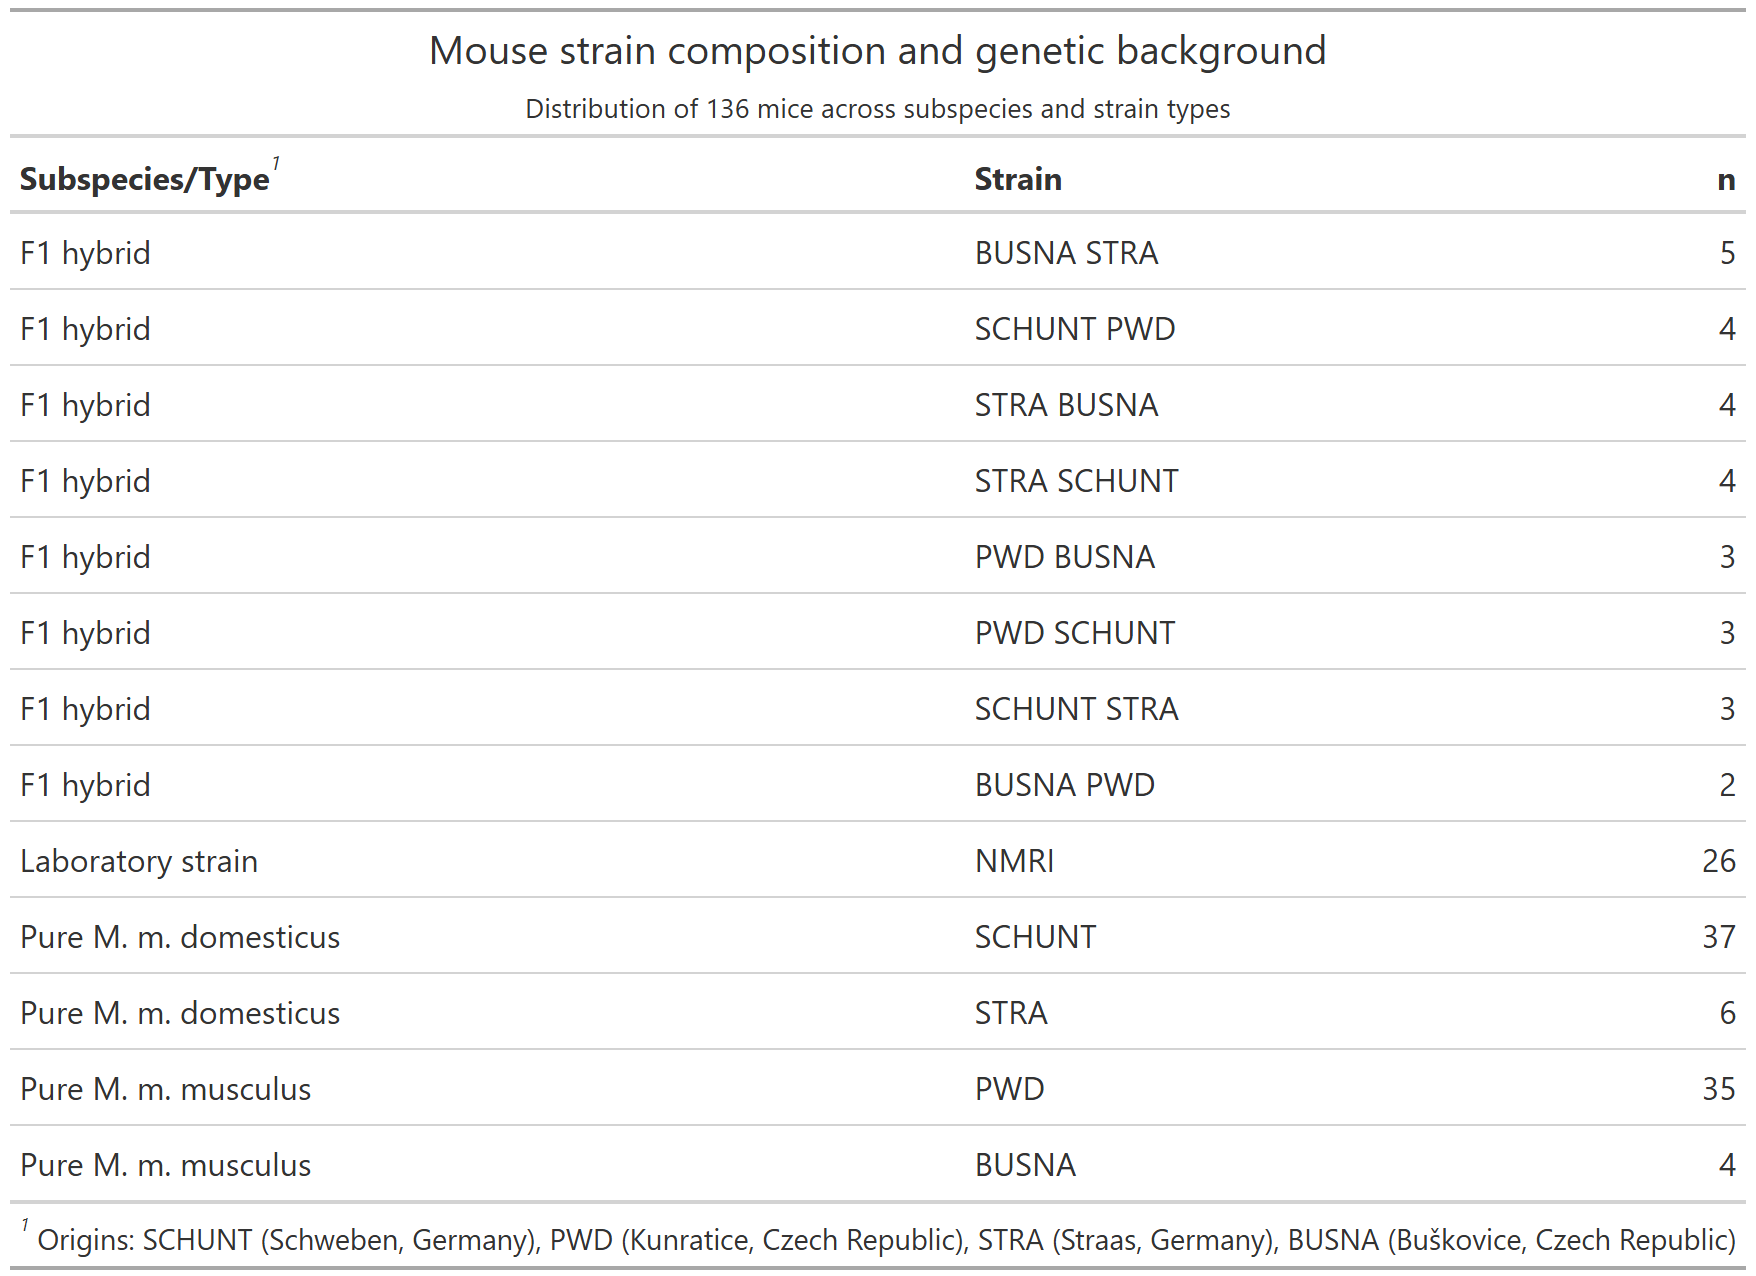 Mouse strain composition and genetic background
Distribution of 136 mice across subspecies and strain types
Subspecies/Type1 Strain n
F1 hybrid BUSNA STRA 5
F1 hybrid SCHUNT PWD 4
F1 hybrid STRA BUSNA 4
F1 hybrid STRA SCHUNT 4
F1 hybrid PWD BUSNA 3
F1 hybrid PWD SCHUNT 3
F1 hybrid SCHUNT STRA 3
F1 hybrid BUSNA PWD 2
Laboratory strain NMRI 26
Pure M. m. domesticus SCHUNT 37
Pure M. m. domesticus STRA 6
Pure M. m. musculus PWD 35
Pure M. m. musculus BUSNA 4
1 Origins: SCHUNT (Schweben, Germany), PWD (Kunratice, Czech Republic), STRA (Straas, Germany), BUSNA (Buškovice, Czech Republic)